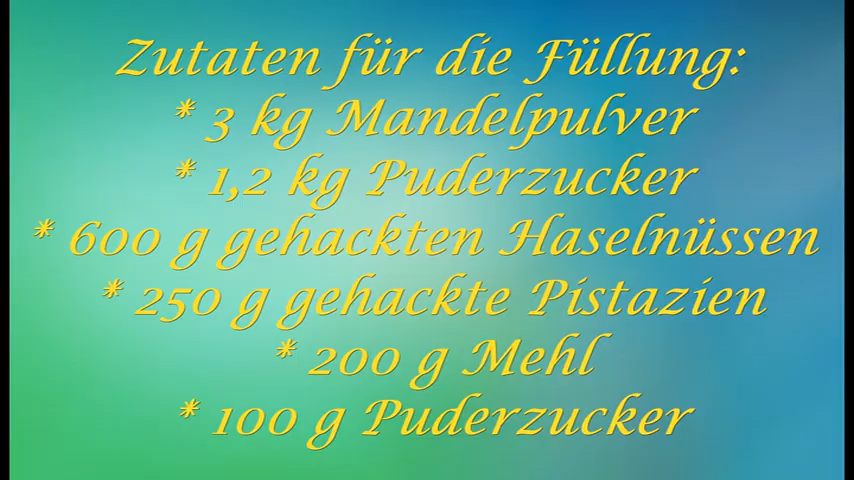 Zutaten für die Füllung:
* 3 kg Mandelpulver
* 1,2 kg Puderzucker
* 600 g gehackten Haselnüssen
* 250 g gehackte Pistazien
* 200 g Mehl
* 100 g Puderzucker